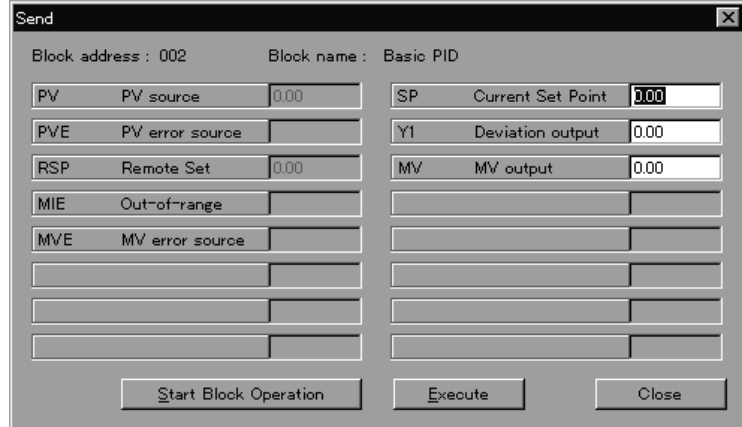 Send
Block address : 002 Block name : Basic PID
PV PV source 0.00 SP Current Set Point 0.00
PVE PV error source Y1 Deviation output 0.00
RSP Remote Set 0.00 MV MV output 0.00
MIE Out-of-range
MVE MV error source
Start Block Operation Execute Close